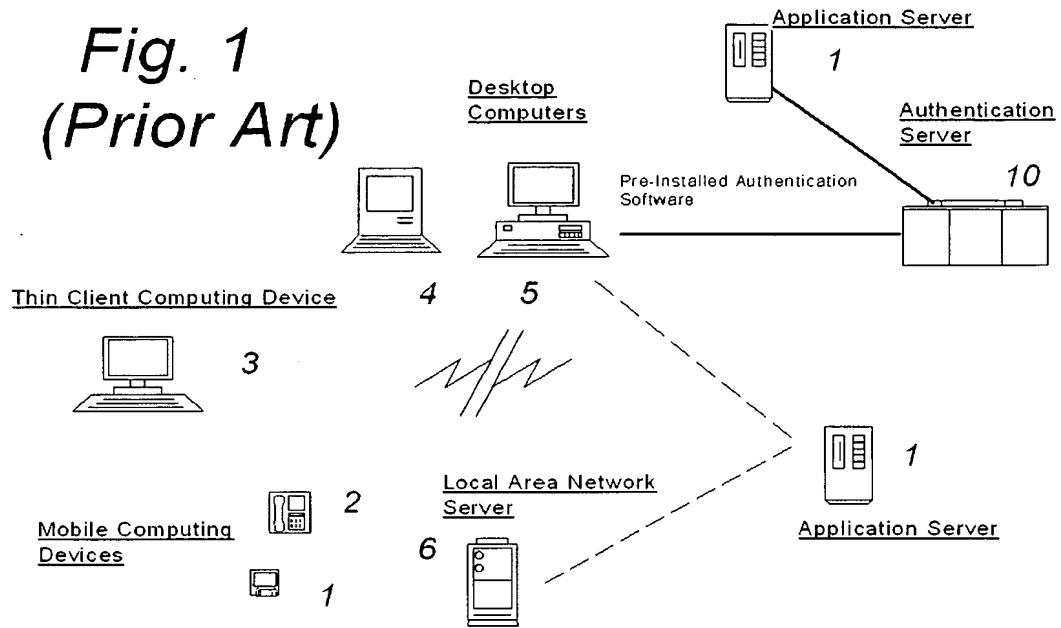 Fig. 1
(Prior Art)
Application Server
1
Desktop
Computers
Authentication
Server
10
Pre-Installed Authentication
Software
4
5
Thin Client Computing Device
3
2
Local Area Network
Server
1
Mobile Computing
Devices
6
Application Server
1